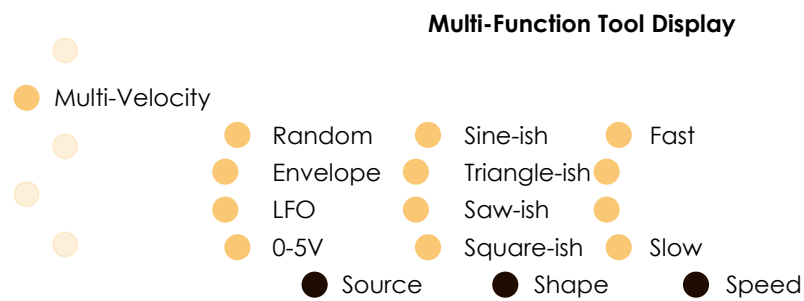 Multi-Function Tool Display
Multi-Velocity
Random Sine-ish Fast
Envelope Triangle-ish
LFO Saw-ish
0-5V Square-ish Slow
Source Shape Speed